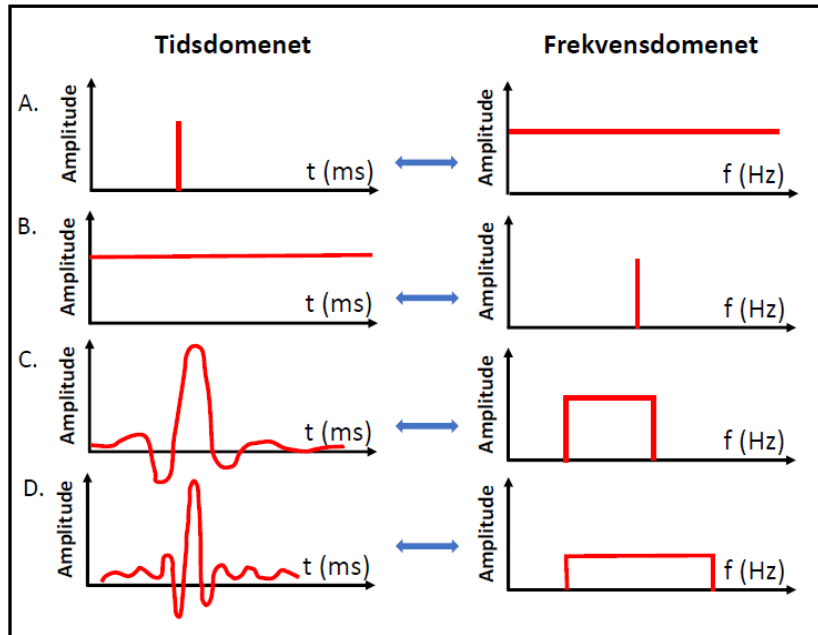 Tidsdomenet
Frekvensdomenet
A.
Amplitude
t (ms)
Amplitude
f (Hz)
B.
Amplitude
t (ms)
Amplitude
f (Hz)
C.
Amplitude
t (ms)
Amplitude
f (Hz)
D.
Amplitude
t (ms)
Amplitude
f (Hz)